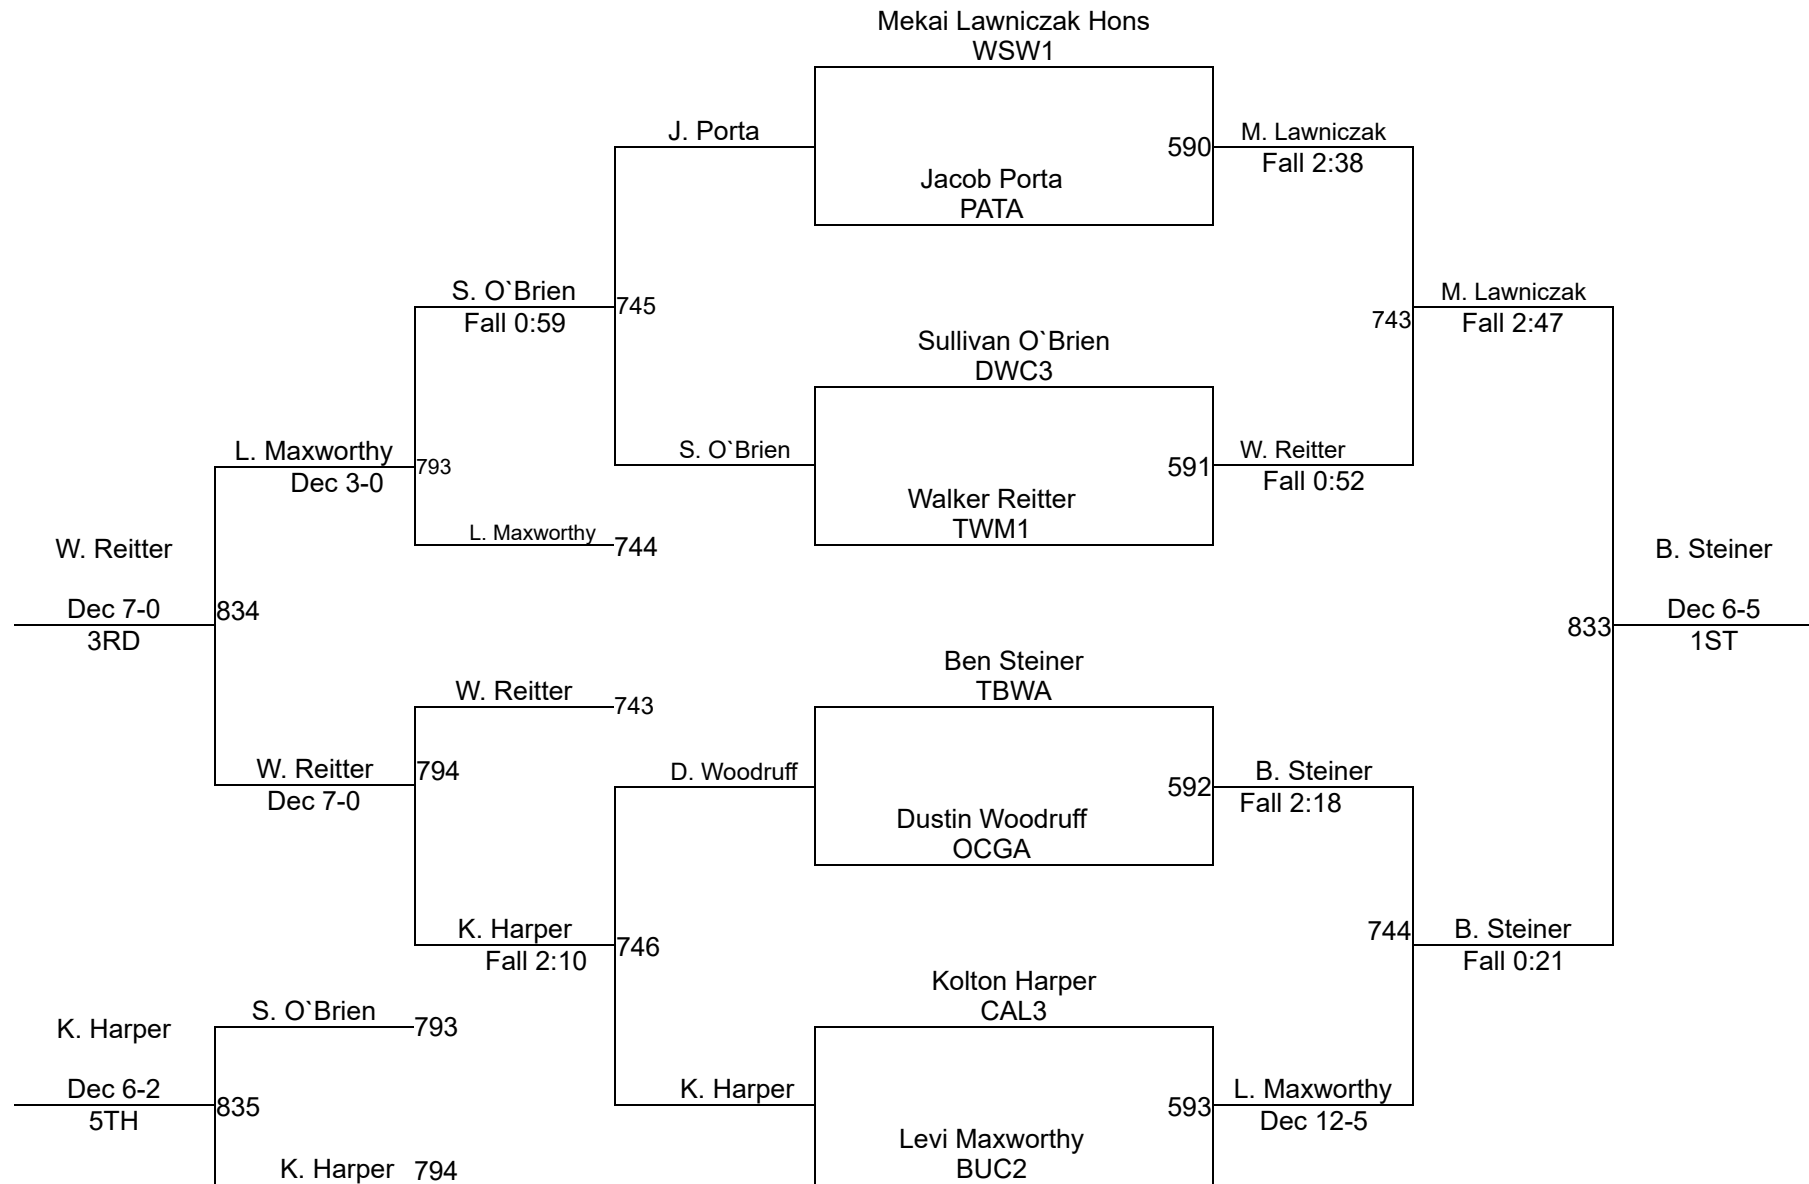 Mekai Lawniczak Hons
WSW1
J. Porta
590
M. Lawniczak
Fall 2:38
Jacob Porta
PATA
S. O`Brien
Fall 0:59
745
743
M. Lawniczak
Fall 2:47
Sullivan O`Brien
DWC3
L. Maxworthy
Dec 3-0
793
S. O`Brien
591
W. Reitter
Fall 0:52
Walker Reitter
TWM1
L. Maxworthy
744
W. Reitter
Dec 7-0
3RD
834
833
B. Steiner
Dec 6-5
1ST
Ben Steiner
TBWA
W. Reitter
743
W. Reitter
Dec 7-0
794
D. Woodruff
592
B. Steiner
Fall 2:18
Dustin Woodruff
OCGA
K. Harper
Fall 2:10
746
744
B. Steiner
Fall 0:21
Kolton Harper
CAL3
S. O`Brien
793
K. Harper
Dec 6-2
5TH
835
K. Harper
593
L. Maxworthy
Dec 12-5
Levi Maxworthy
BUC2
K. Harper
794